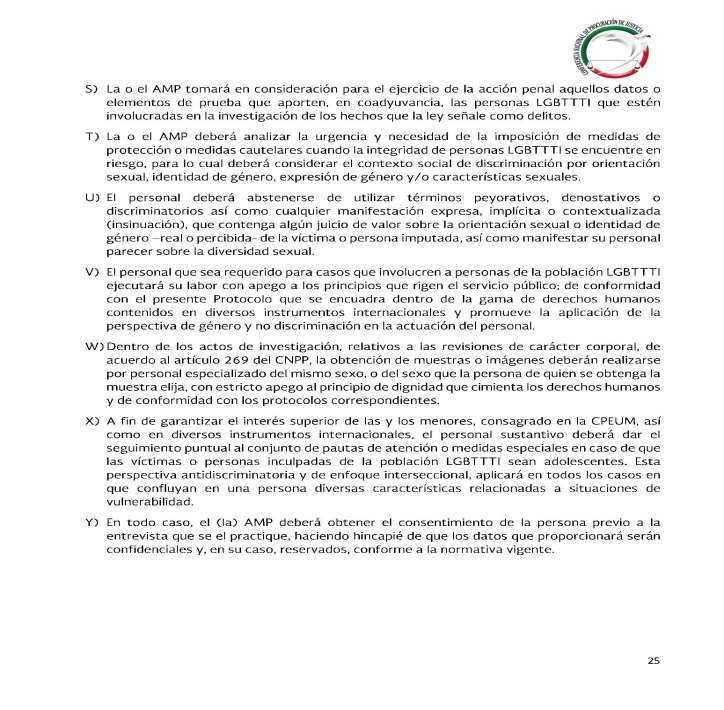 CONFERENCIA NACIONAL DE PROCURACIÓN DE JUSTICIA
S) La o el AMP tomará en consideración para el ejercicio de la acción penal aquellos datos o
elementos de prueba que aporten, en coadyuvancia, las personas LGBTTTI que estén
involucradas en la investigación de los hechos que la ley señale como delitos.
T) La o el AMP deberá analizar la urgencia y necesidad de la imposición de medidas de
protección o medidas cautelares cuando la integridad de personas LGBTTTI se encuentre en
riesgo, para lo cual deberá considerar el contexto social de discriminación por orientación
sexual, identidad de género, expresión de género y/o características sexuales.
U) El personal deberá abstenerse de utilizar términos peyorativos, denostativos o
discriminatorios así como cualquier manifestación expresa, implícita o contextualizada
(insinuación), que contenga algún juicio de valor sobre la orientación sexual o identidad de
género –real o percibida- de la víctima o persona imputada, así como manifestar su personal
parecer sobre la diversidad sexual.
V) El personal que sea requerido para casos que involucren a personas de la población LGBTTTI
ejecutará su labor con apego a los principios que rigen el servicio público; de conformidad
con el presente Protocolo que se encuadra dentro de la gama de derechos humanos
contenidos en diversos instrumentos internacionales y promueve la aplicación de la
perspectiva de género y no discriminación en la actuación del personal.
W) Dentro de los actos de investigación, relativos a las revisiones de carácter corporal, de
acuerdo al artículo 269 del CNPP, la obtención de muestras o imágenes deberán realizarse
por personal especializado del mismo sexo, o del sexo que la persona de quien se obtenga la
muestra elija, con estricto apego al principio de dignidad que cimienta los derechos humanos
y de conformidad con los protocolos correspondientes.
X) A fin de garantizar el interés superior de las y los menores, consagrado en la CPEUM, así
como en diversos instrumentos internacionales, el personal sustantivo deberá dar el
seguimiento puntual al conjunto de pautas de atención o medidas especiales en caso de que
las víctimas o personas inculpadas de la población LGBTTTI sean adolescentes. Esta
perspectiva antidiscriminatoria y de enfoque interseccional, aplicará en todos los casos en
que confluyan en una persona diversas características relacionadas a situaciones de
vulnerabilidad.
Y) En todo caso, el (la) AMP deberá obtener el consentimiento de la persona previo a la
entrevista que se el practique, haciendo hincapié de que los datos que proporcionará serán
confidenciales y, en su caso, reservados, conforme a la normativa vigente.
25